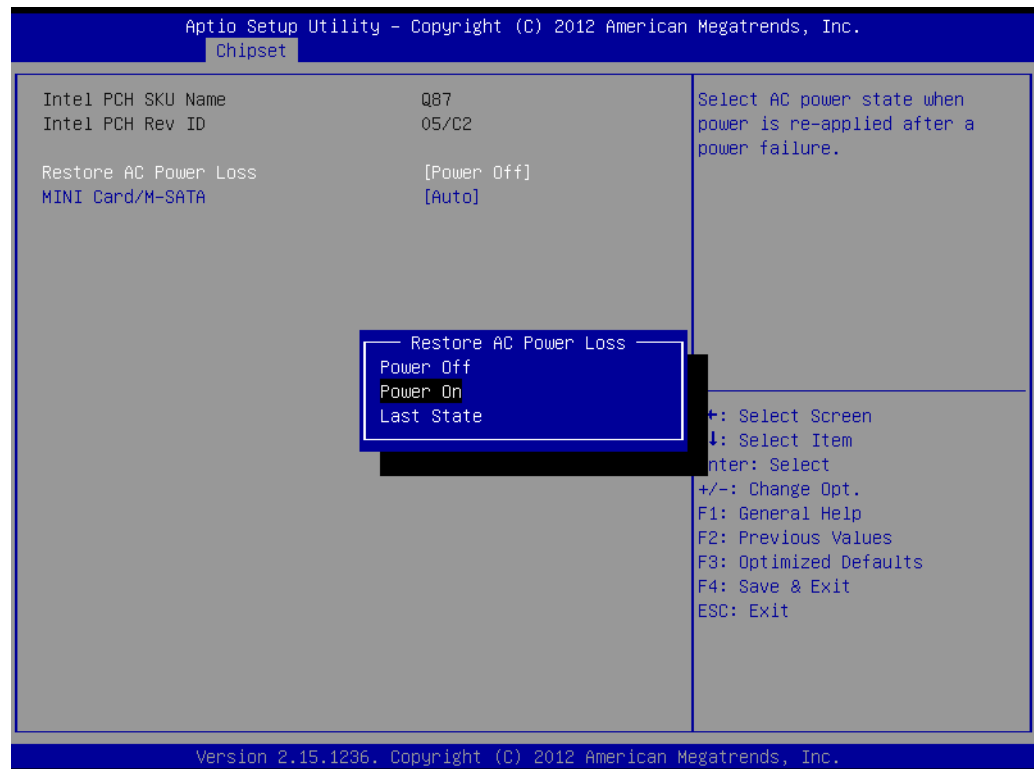 Aptio Setup Utility – Copyright (C) 2012 American Megatrends, Inc.
Chipset
Intel PCH SKU Name Q87
Intel PCH Rev ID 05/C2
Restore AC Power Loss [Power Off]
MINI Card/M-SATA [Auto]
Select AC power state when
power is re-applied after a
power failure.
Restore AC Power Loss
Power Off
Power On
Last State
: Select Screen
: Select Item
nter: Select
+/-: Change Opt.
F1: General Help
F2: Previous Values
F3: Optimized Defaults
F4: Save & Exit
ESC: Exit
Version 2.15.1236. Copyright (C) 2012 American Megatrends, Inc.